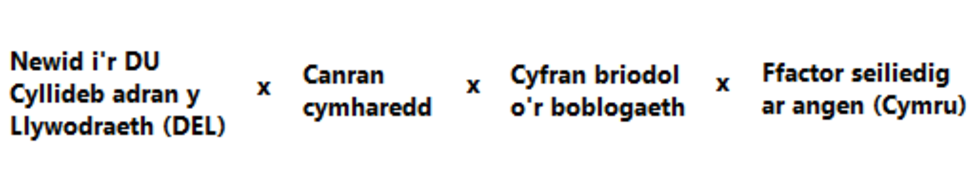 Newid i'r DU
Cyllideb adran y
Llywodraeth (DEL)
x
Canran
cymharedd
x
Cyfran briodol
o'r boblogaeth
x
Ffactor seiliedig
ar angen (Cymru)